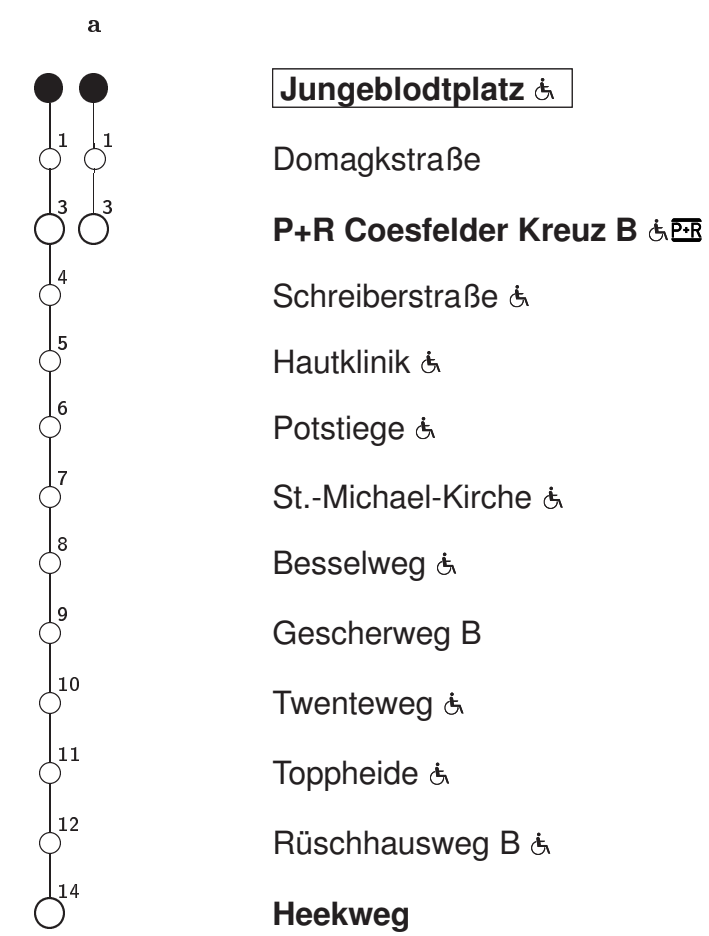 a
Jungeblodtplatz
1 1 Domagkstraße
3 3 P+R Coesfelder Kreuz B P+R
4 Schreiberstraße
5 Hautklinik
6 Potstiege
7 St.-Michael-Kirche
8 Besselweg
9 Gescherweg B
10 Twenteweg
11 Toppheide
12 Rüschhausweg B
14 Heekweg